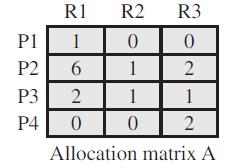 R1 R2 R3
P1 1 0 0
P2 6 1 2
P3 2 1 1
P4 0 0 2
Allocation matrix A